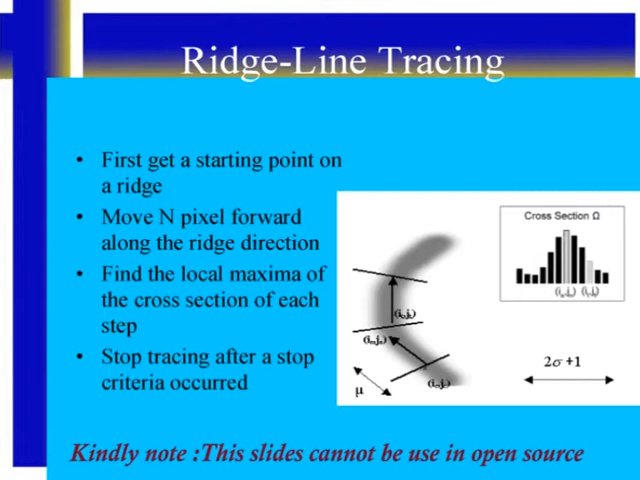 Ridge-Line Tracing
• First get a starting point on
a ridge
• Move N pixel forward
along the ridge direction
• Find the local maxima of
the cross section of each
step
• Stop tracing after a stop
criteria occurred
Cross Section Ω
2σ +1
μ
Kindly note :This slides cannot be use in open source